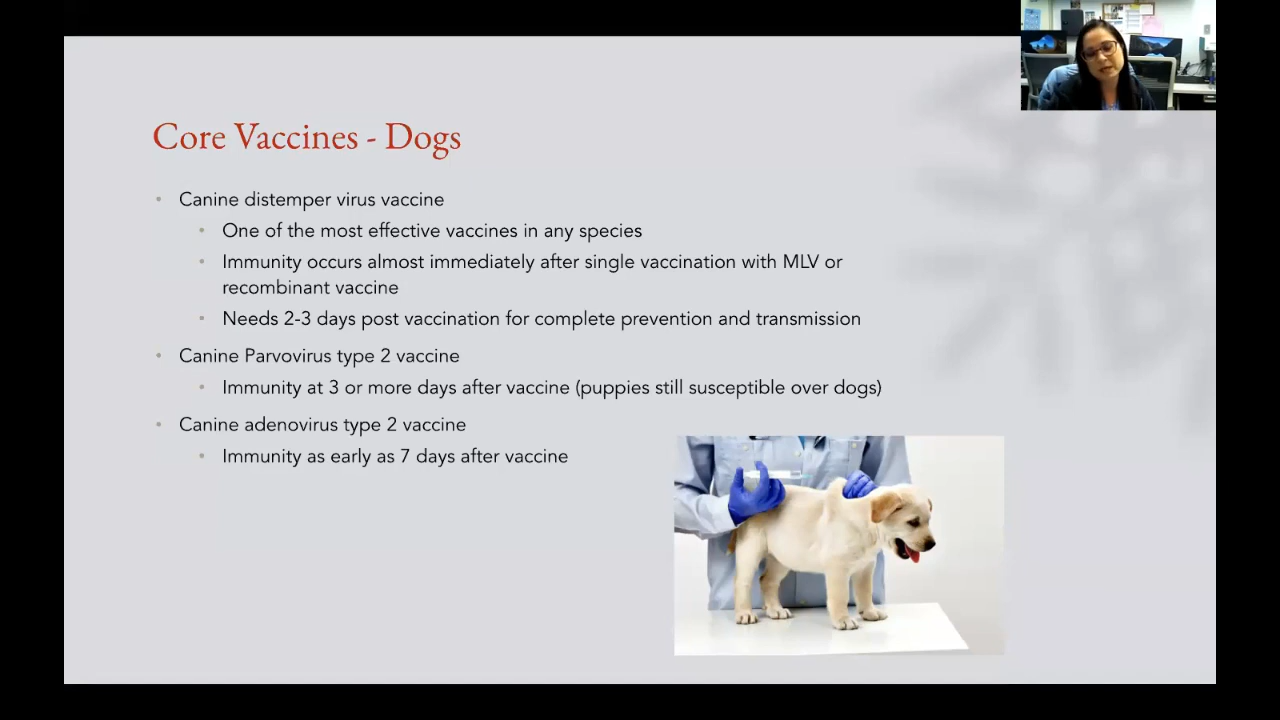 Core Vaccines - Dogs
• Canine distemper virus vaccine
• One of the most effective vaccines in any species
• Immunity occurs almost immediately after single vaccination with MLV or
recombinant vaccine
• Needs 2-3 days post vaccination for complete prevention and transmission
• Canine Parvovirus type 2 vaccine
• Immunity at 3 or more days after vaccine (puppies still susceptible over dogs)
• Canine adenovirus type 2 vaccine
• Immunity as early as 7 days after vaccine